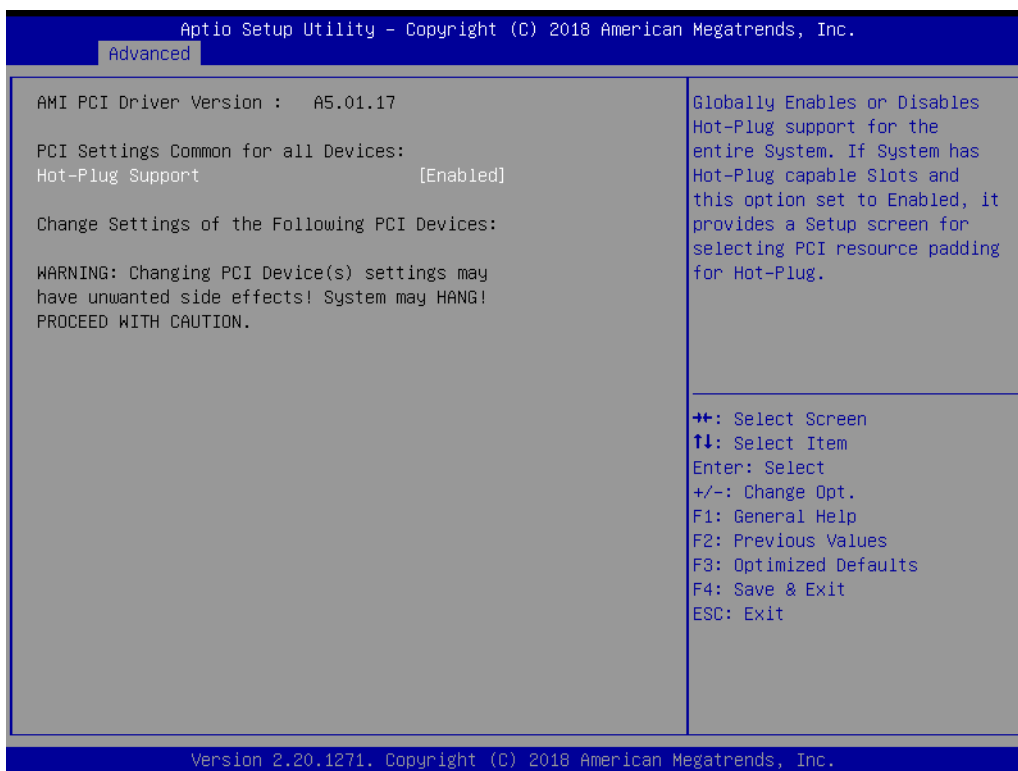 Aptio Setup Utility – Copyright (C) 2018 American Megatrends, Inc.
Advanced
AMI PCI Driver Version :   A5.01.17
PCI Settings Common for all Devices:
Hot-Plug Support   [Enabled]
Change Settings of the Following PCI Devices:
WARNING: Changing PCI Device(s) settings may
have unwanted side effects! System may HANG!
PROCEED WITH CAUTION.
Globally Enables or Disables
Hot-Plug support for the
entire System. If System has
Hot-Plug capable Slots and
this option set to Enabled, it
provides a Setup screen for
selecting PCI resource padding
for Hot-Plug.
→←: Select Screen
↑↓: Select Item
Enter: Select
+/-: Change Opt.
F1: General Help
F2: Previous Values
F3: Optimized Defaults
F4: Save & Exit
ESC: Exit
Version 2.20.1271. Copyright (C) 2018 American Megatrends, Inc.